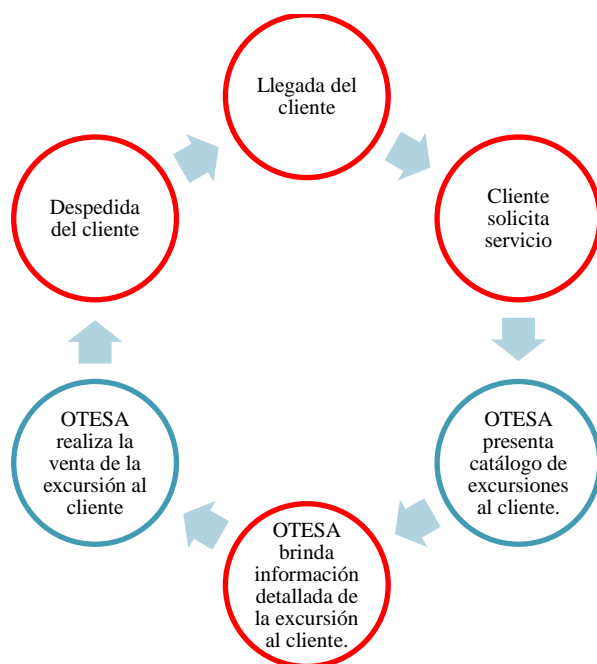 Llegada del
cliente
Cliente
solicita
servicio
OTESA
presenta
catálogo de
excursiones
al cliente.
OTESA
brinda
información
detallada de
la excursión
al cliente.
OTESA
realiza la
venta de la
excursión al
cliente
Despedida
del cliente